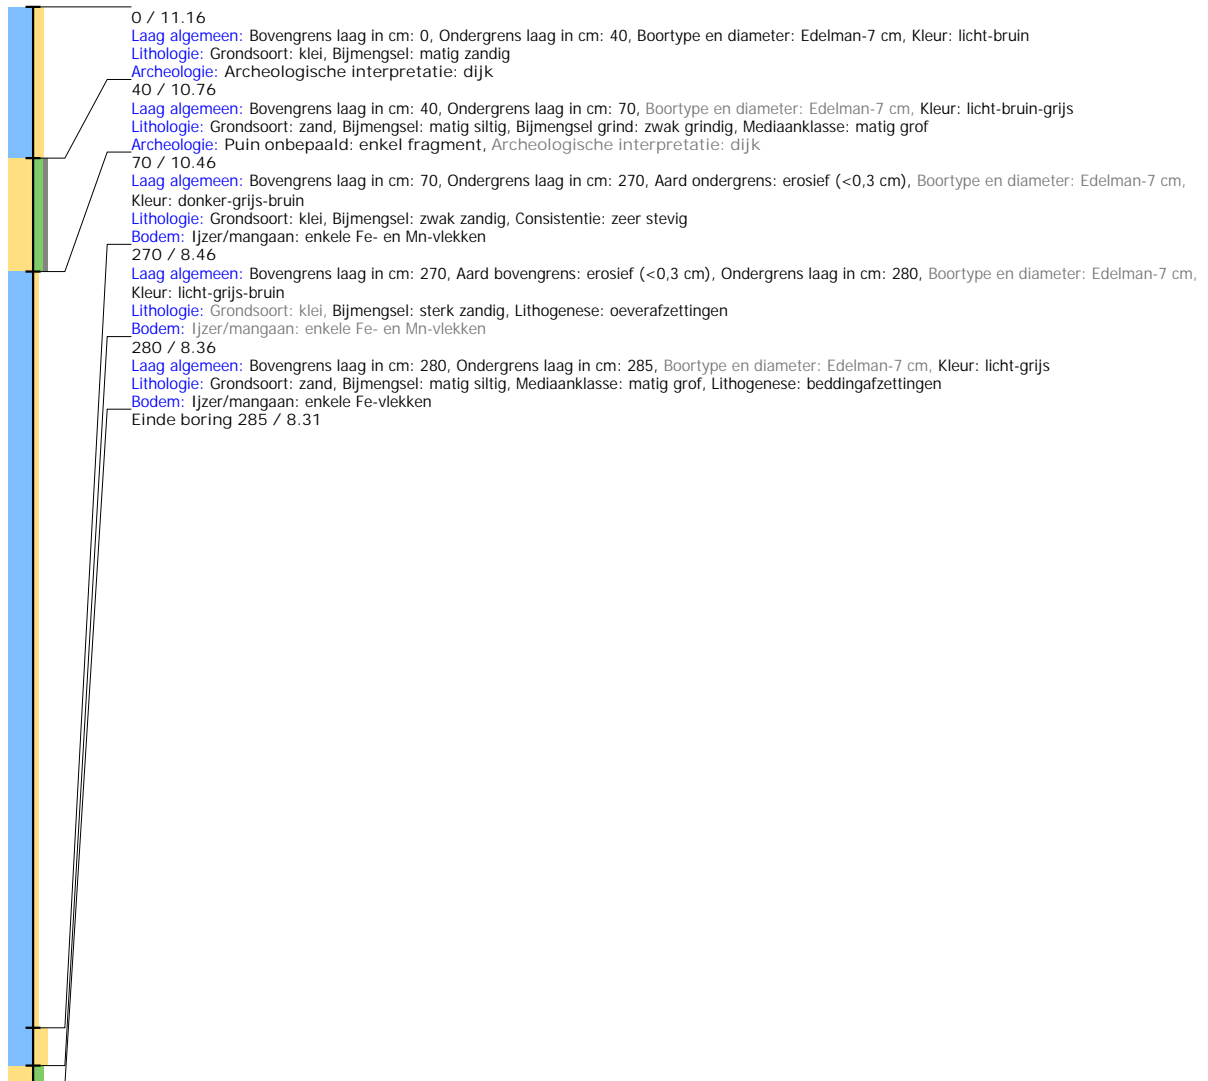 0 / 11.16
Laag algemeen: Bovengrens laag in cm: 0, Ondergrens laag in cm: 40, Boortype en diameter: Edelman-7 cm, Kleur: licht-bruin
Lithologie: Grondsoort: klei, Bijmengsel: matig zandig
Archeologie: Archeologische interpretatie: dijk
40 / 10.76
Laag algemeen: Bovengrens laag in cm: 40, Ondergrens laag in cm: 70, Boortype en diameter: Edelman-7 cm, Kleur: licht-bruin-grijs
Lithologie: Grondsoort: zand, Bijmengsel: matig siltig, Bijmengsel grind: zwak grindig, Mediaanklasse: matig grof
Archeologie: Puin onbepaald: enkel fragment, Archeologische interpretatie: dijk
70 / 10.46
Laag algemeen: Bovengrens laag in cm: 70, Ondergrens laag in cm: 270, Aard ondergrens: erosief (<0,3 cm), Boortype en diameter: Edelman-7 cm,
Kleur: donker-grijs-bruin
Lithologie: Grondsoort: klei, Bijmengsel: zwak zandig, Consistentie: zeer stevig
Bodem: Ijzer/mangaan: enkele Fe- en Mn-vlekken
270 / 8.46
Laag algemeen: Bovengrens laag in cm: 270, Aard bovengrens: erosief (<0,3 cm), Ondergrens laag in cm: 280, Boortype en diameter: Edelman-7 cm,
Kleur: licht-grijs-bruin
Lithologie: Grondsoort: klei, Bijmengsel: sterk zandig, Lithogenese: oeverafzettingen
Bodem: Ijzer/mangaan: enkele Fe- en Mn-vlekken
280 / 8.36
Laag algemeen: Bovengrens laag in cm: 280, Ondergrens laag in cm: 285, Boortype en diameter: Edelman-7 cm, Kleur: licht-grijs
Lithologie: Grondsoort: zand, Bijmengsel: matig siltig, Mediaanklasse: matig grof, Lithogenese: beddingafzettingen
Bodem: Ijzer/mangaan: enkele Fe-vlekken
Einde boring 285 / 8.31